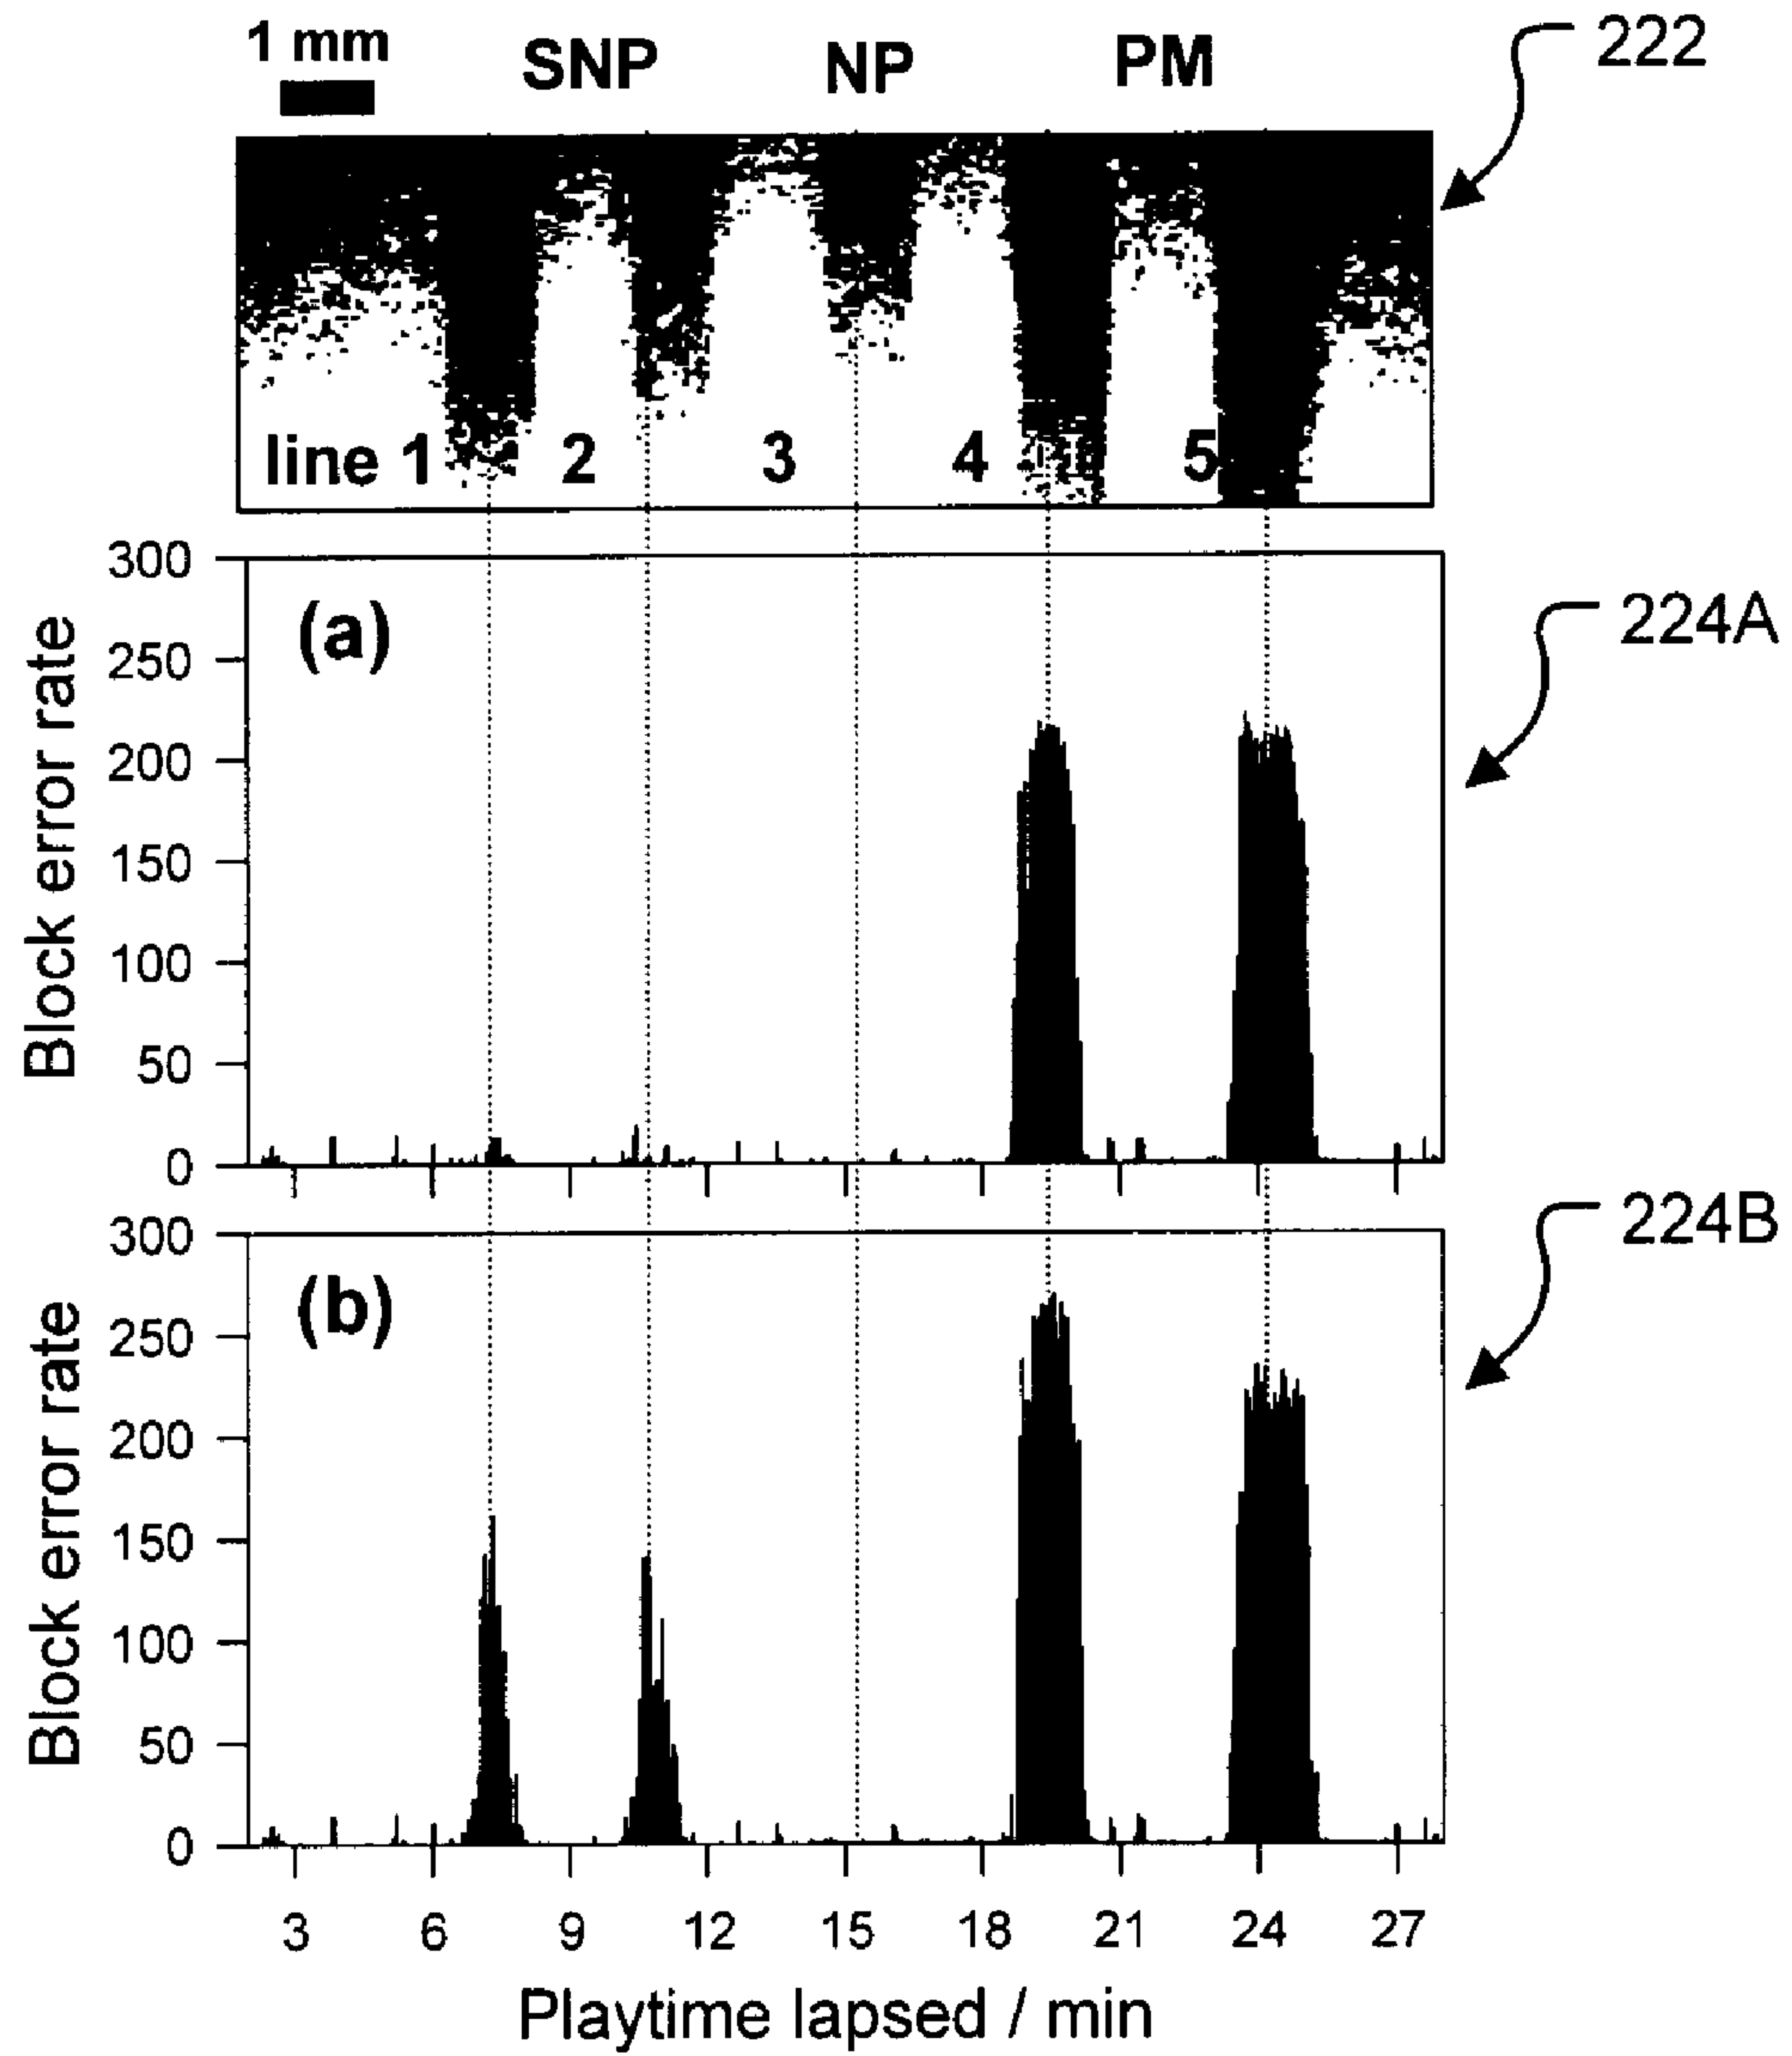 1 mm SNP NP PM 222
line 1 2 3 4 5
300
(a)
224A
250
200
150
100
50
0
Block error rate
224B
300
(b)
250
200
150
100
50
0
Block error rate
3 6 9 12 15 18 21 24 27
Playtime lapsed / min